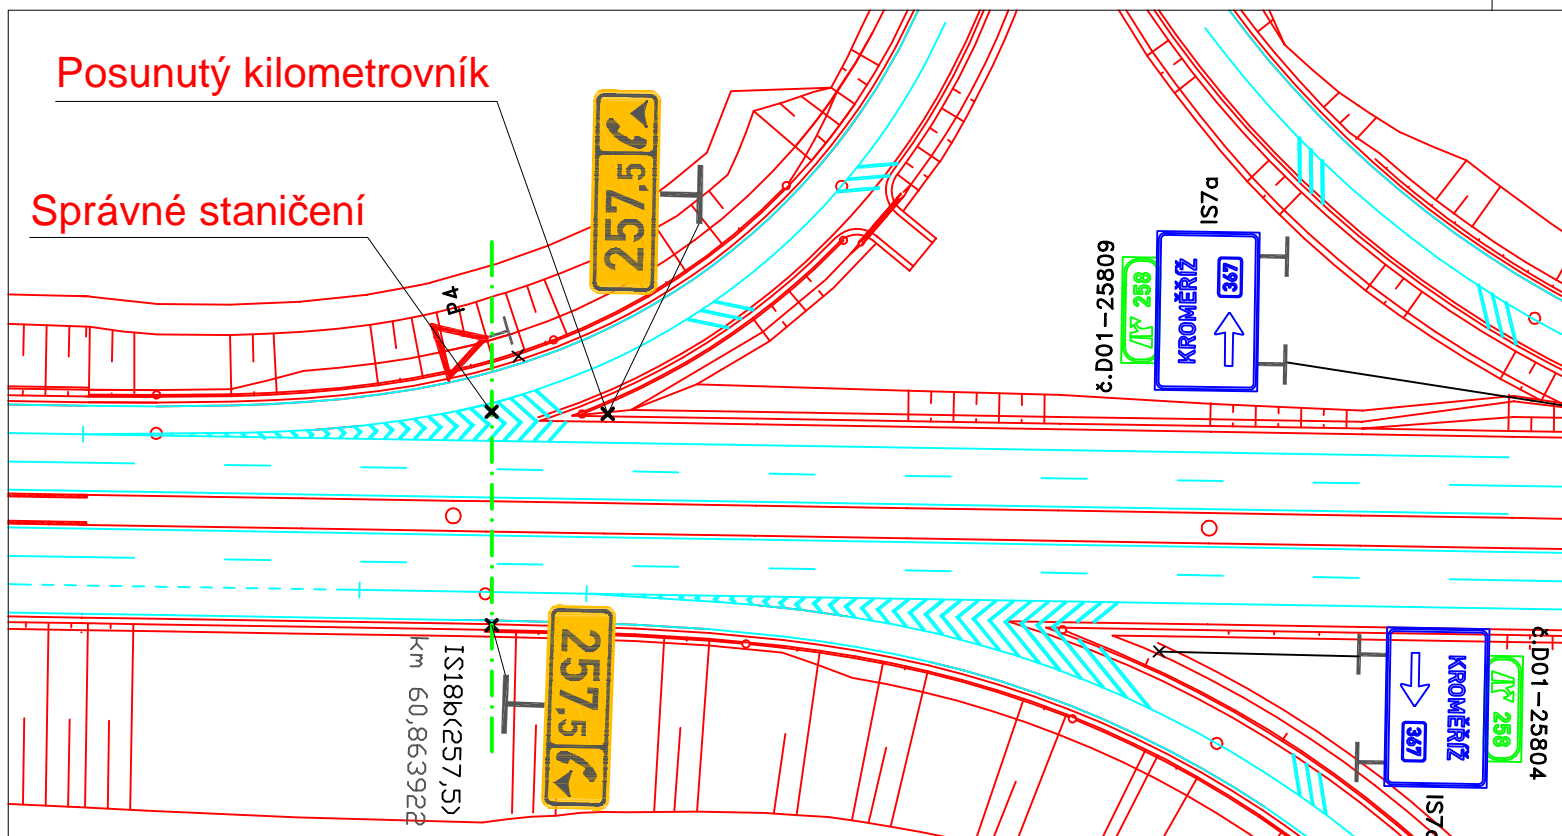 Posunutý kilometrovník
Správné staničení
257,5
P4
č.D01-25809
258
IS7a
KROMĚŘÍŽ
367
257,5
IS18b(257,5)
km 60,863922
č.D01-25804
258
KROMĚŘÍŽ
367